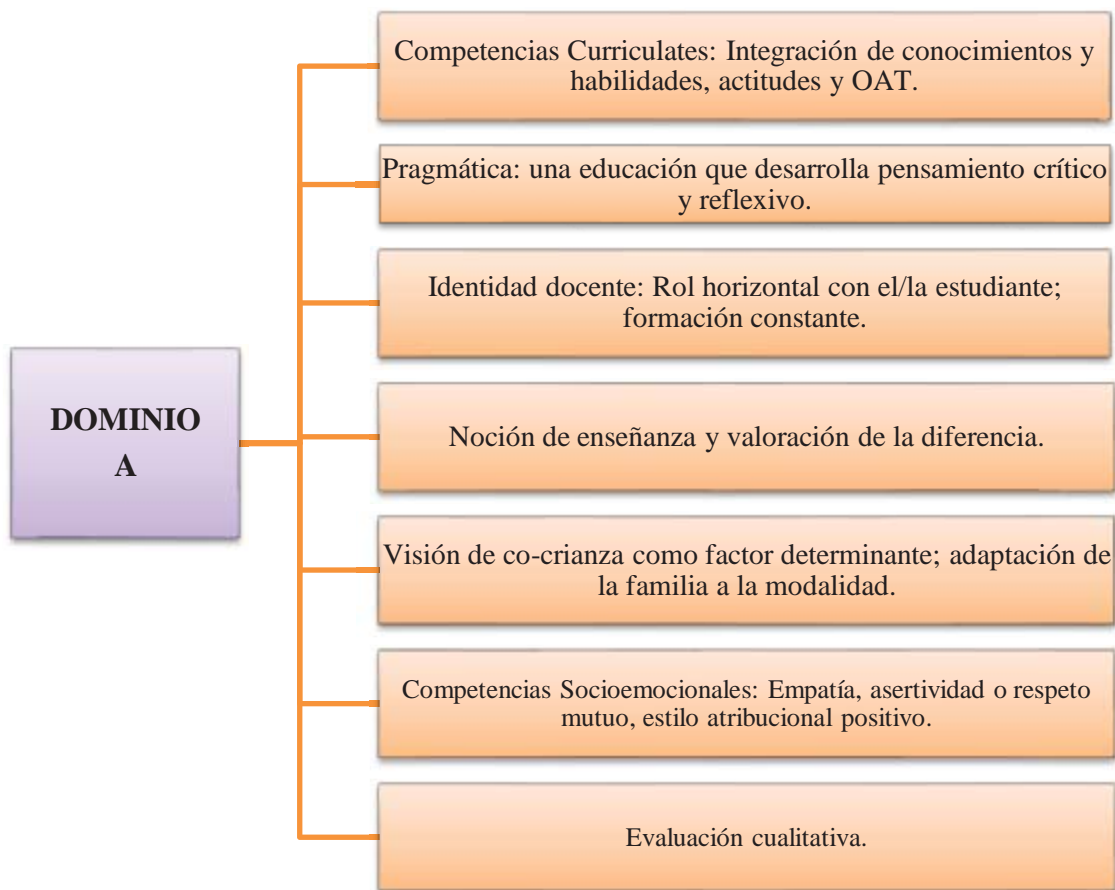 Competencias Curriculates: Integración de conocimientos y
habilidades, actitudes y OAT.
Pragmática: una educación que desarrolla pensamiento crítico
y reflexivo.
Identidad docente: Rol horizontal con el/la estudiante;
formación constante.
DOMINIO
A
Noción de enseñanza y valoración de la diferencia.
Visión de co-crianza como factor determinante; adaptación de
la familia a la modalidad.
Competencias Socioemocionales: Empatía, asertividad o respeto
mutuo, estilo atribucional positivo.
Evaluación cualitativa.